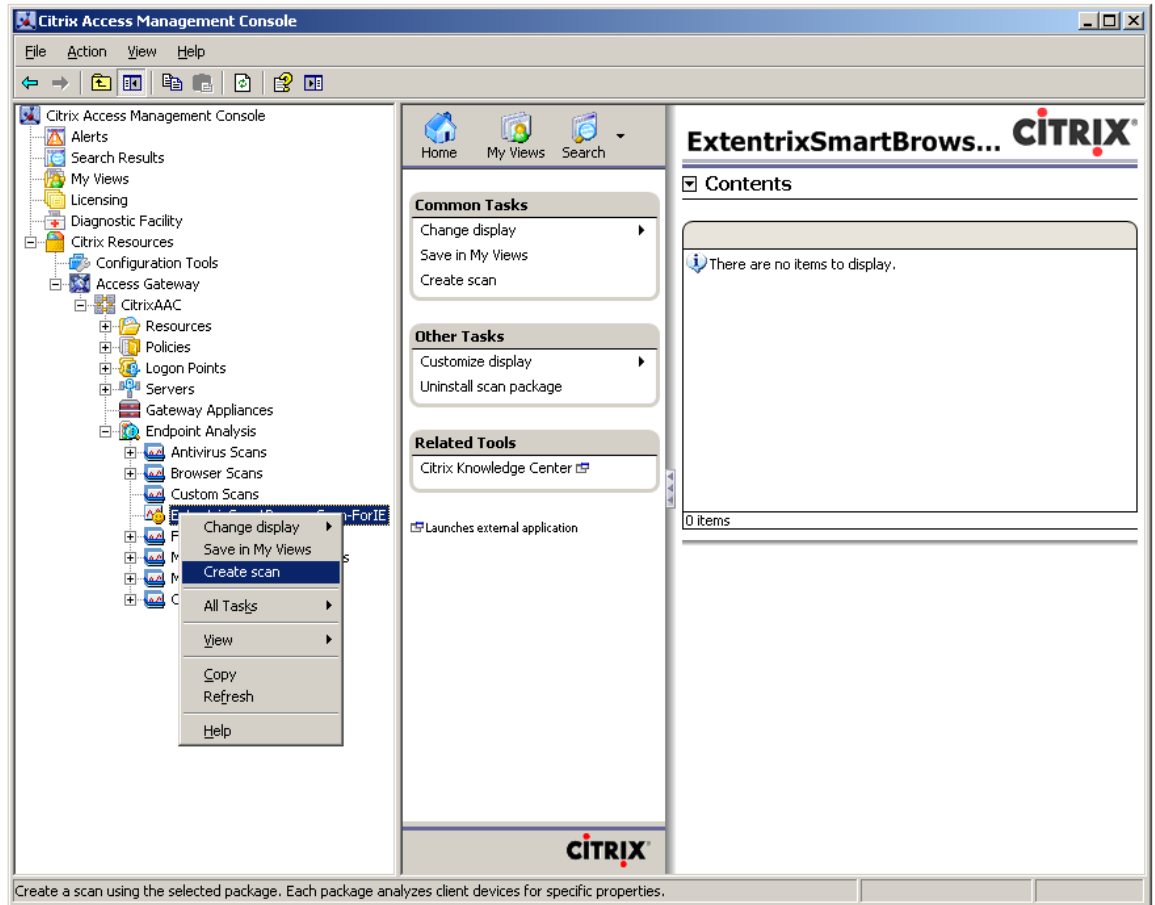 Citrix Access Management Console
File Action View Help
Citrix Access Management Console
Alerts
Search Results
My Views
Licensing
Diagnostic Facility
Citrix Resources
Configuration Tools
Access Gateway
CitrixAAC
Resources
Policies
Logon Points
Servers
Gateway Appliances
Endpoint Analysis
Antivirus Scans
Browser Scans
Custom Scans
-ForIE
Change display
Save in My Views
Create scan
All Tasks
View
Copy
Refresh
Help
Home My Views Search
Common Tasks
Change display
Save in My Views
Create scan
Other Tasks
Customize display
Uninstall scan package
Related Tools
Citrix Knowledge Center
Launches external application
CITRIX
ExtentrixSmartBrows... CITRIX
Contents
There are no items to display.
0 items
Create a scan using the selected package. Each package analyzes client devices for specific properties.